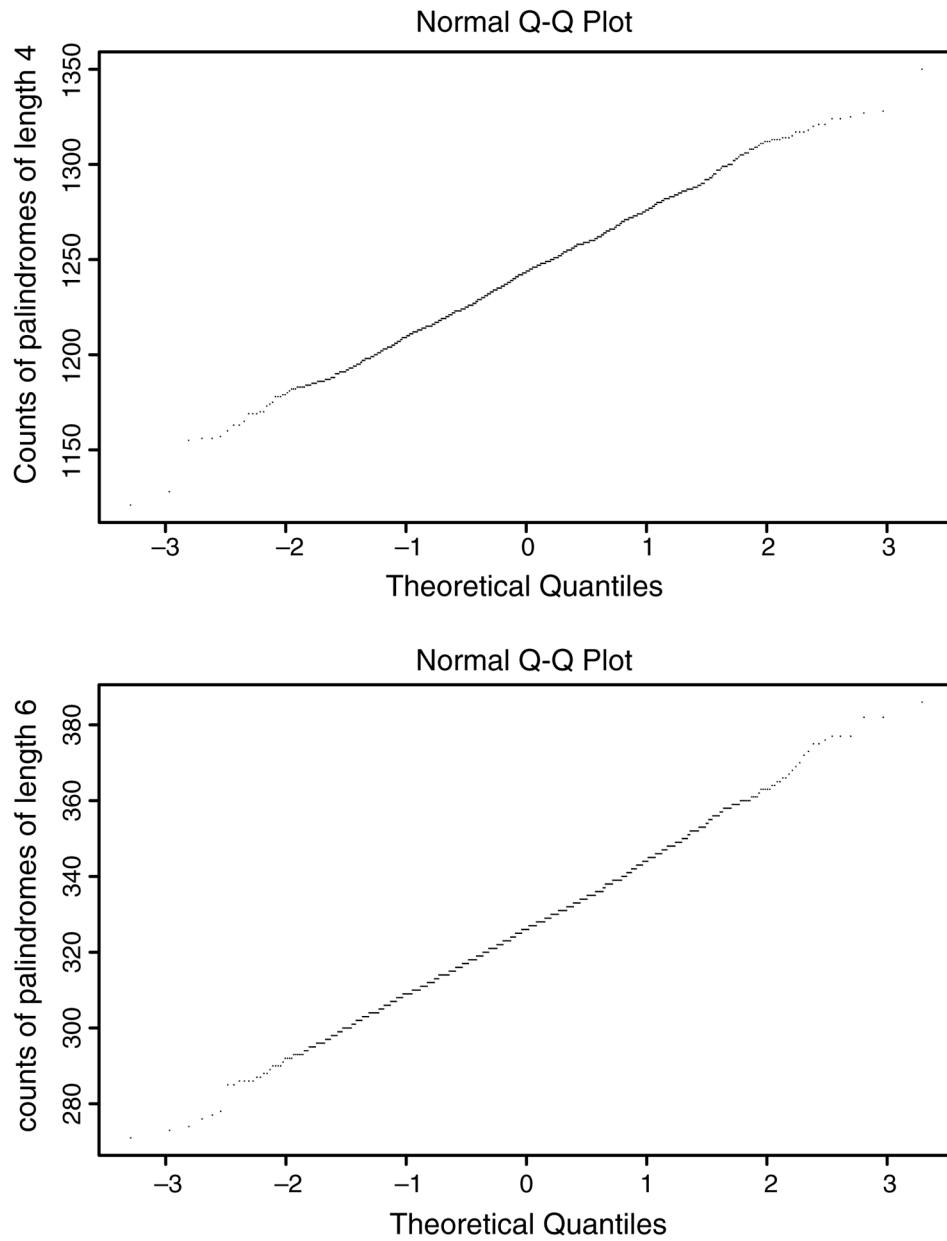 Normal Q-Q Plot
Counts of palindromes of length 4
1350
1300
1250
1200
1150
−3 −2 −1 0 1 2 3
Theoretical Quantiles
Normal Q-Q Plot
counts of palindromes of length 6
380
360
340
320
300
280
−3 −2 −1 0 1 2 3
Theoretical Quantiles